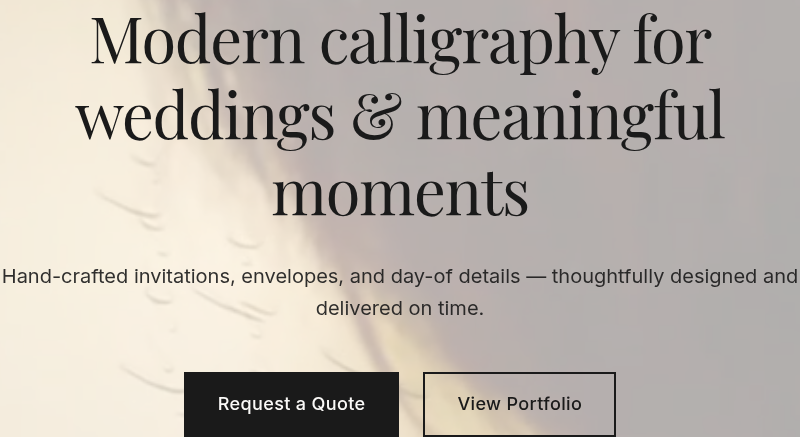 Modern calligraphy for
weddings & meaningful
moments
Hand-crafted invitations, envelopes, and day-of details — thoughtfully designed and
delivered on time.
Request a Quote
View Portfolio